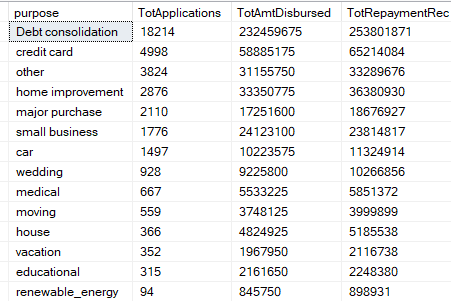 purpose TotApplications TotAmtDisbursed TotRepaymentRec
Debt consolidation 18214 232459675 253801871
credit card 4998 58885175 65214084
other 3824 31155750 33289676
home improvement 2876 33350775 36380930
major purchase 2110 17251600 18676927
small business 1776 24123100 23814817
car 1497 10223575 11324914
wedding 928 9225800 10266856
medical 667 5533225 5851372
moving 559 3748125 3999899
house 366 4824925 5185538
vacation 352 1967950 2116738
educational 315 2161650 2248380
renewable_energy 94 845750 898931